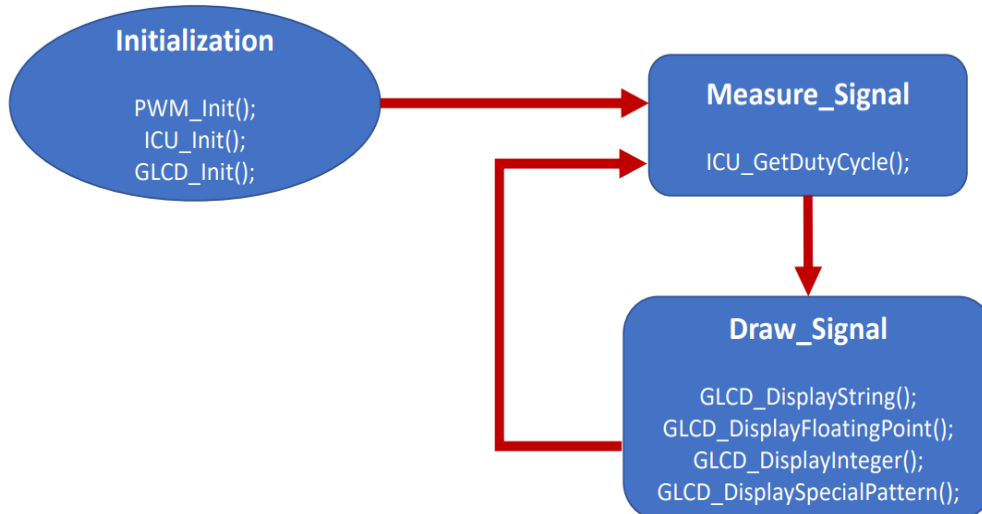 Initialization
PWM_Init();
ICU_Init();
GLCD_Init();
Measure_Signal
ICU_GetDutyCycle();
Draw_Signal
GLCD_DisplayString();
GLCD_DisplayFloatingPoint();
GLCD_DisplayInteger();
GLCD_DisplaySpecialPattern();